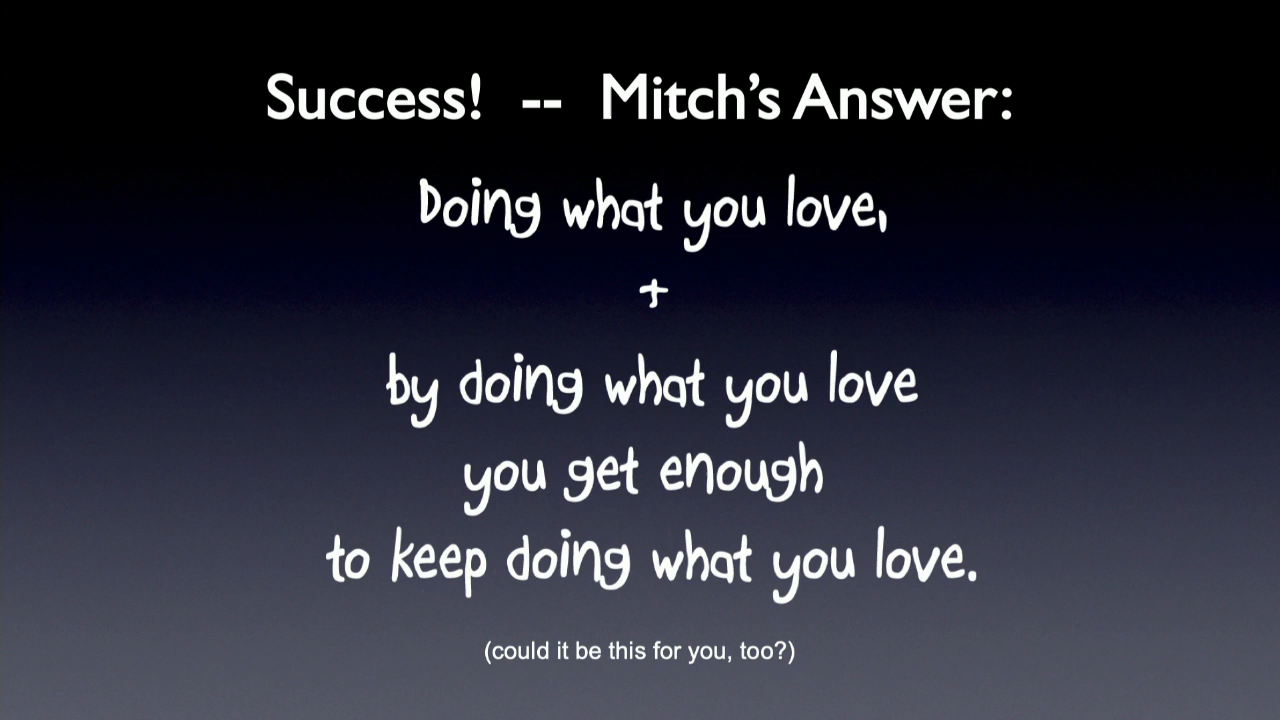 Success! -- Mitch's Answer:
Doing what you love,
+
by doing what you love
you get enough
to keep doing what you love.
(could it be this for you, too?)